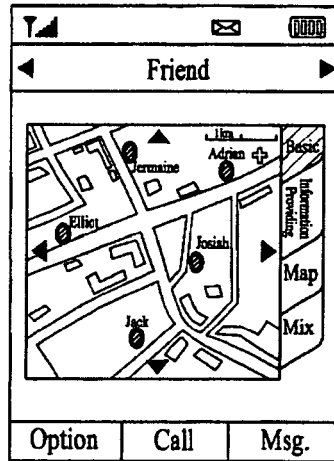 Friend
1km
Adrian
Basic
Jermaine
Information
Providing
Elliot
Josiah
Map
Mix
Jack
Option Call Msg.